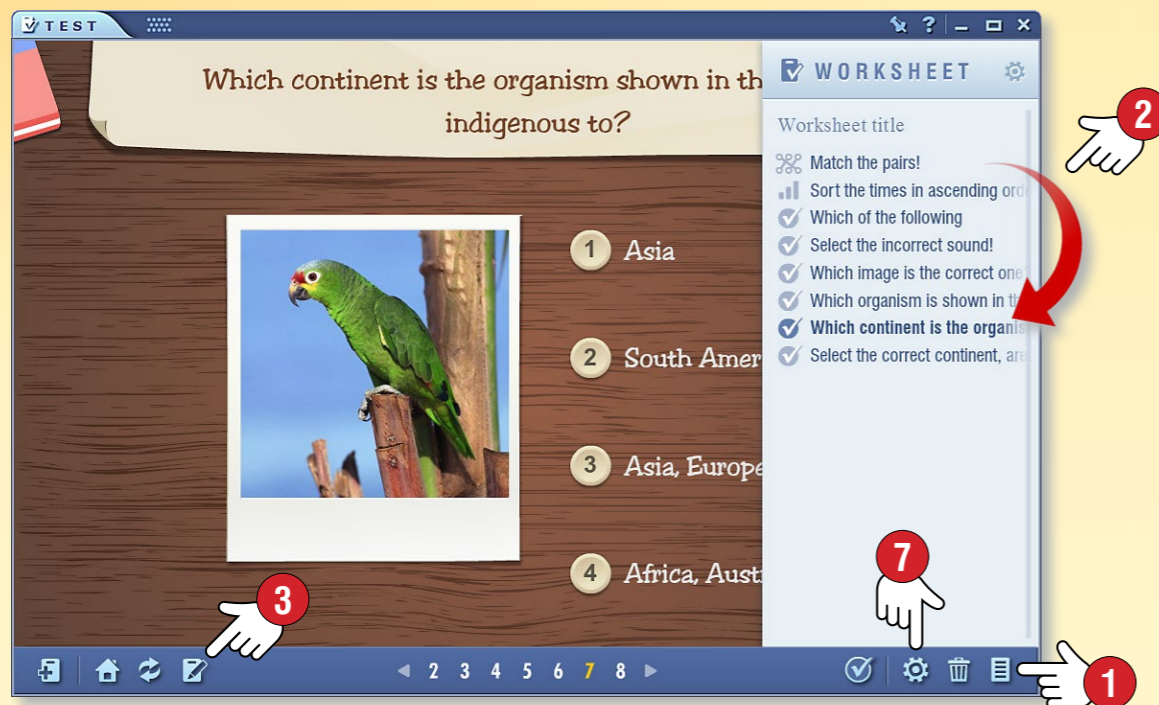 TEST
?
Which continent is the organism shown in th
indigenous to?
1 Asia
2 South Amer
3 Asia, Europe
4 Africa, Aust
WORKSHEET
Worksheet title
Match the pairs!
Sort the times in ascending ord
Which of the following
Select the incorrect sound!
Which image is the correct one
Which organism is shown in th
Which continent is the organis
Select the correct continent, are
2
7
3
1
2 3 4 5 6 7 8